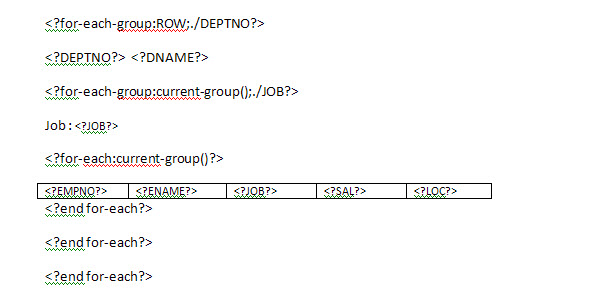 <?for-each-group:ROW;./DEPTNO?>
<?DEPTNO?> <?DNAME?>
<?for-each-group:current-group();./JOB?>
Job : <?JOB?>
<?for-each:current-group()?>
<?EMPNO?> <?ENAME?> <?JOB?> <?SAL?> <?LOC?>
<?end for-each?>
<?end for-each?>
<?end for-each?>